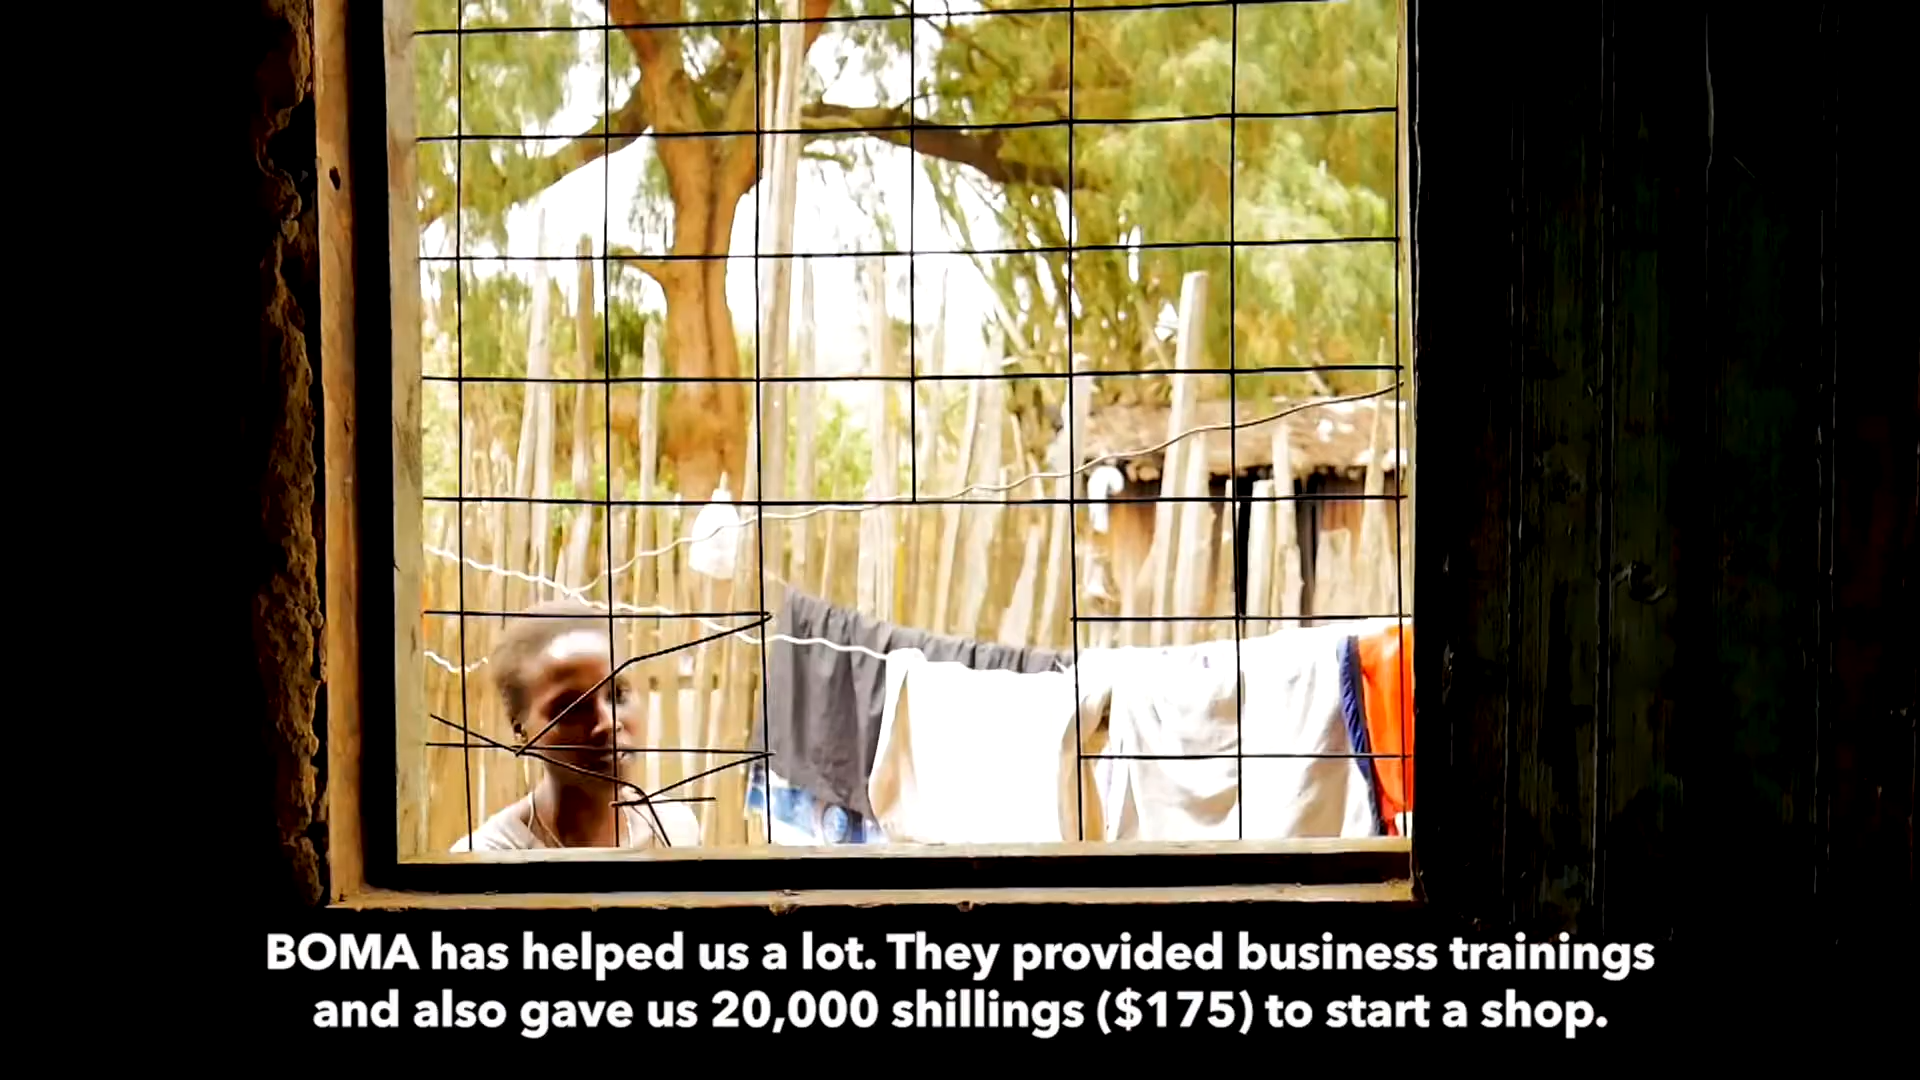 BOMA has helped us a lot. They provided business trainings
and also gave us 20,000 shillings ($175) to start a shop.